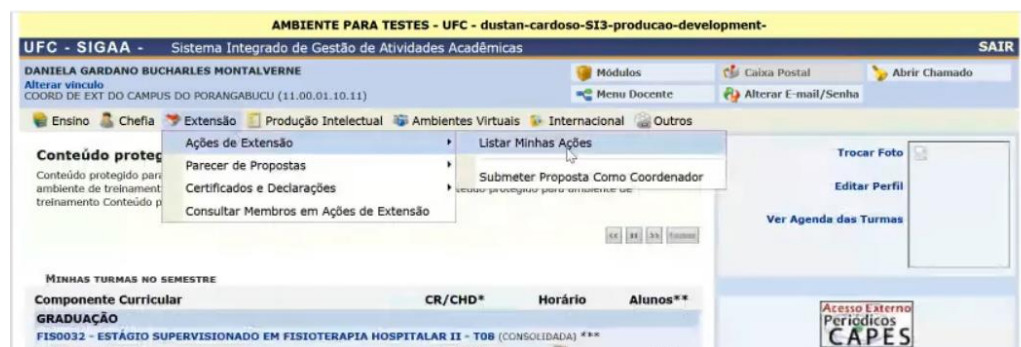 AMBIENTE PARA TESTES - UFC - dustan-cardoso-SI3-producao-development-
UFC - SIGAA - Sistema Integrado de Gestão de Atividades Acadêmicas SAIR
DANIELA GARDANO BUCHARLES MONTALVERNE
Alterar vínculo
COORD DE EXT DO CAMPUS DO PORANGABUCU (11.00.01.10.11)
Módulos Caixa Postal Abrir Chamado
Menu Docente Alterar E-mail/Senha
Ensino Chefia Extensão Produção Intelectual Ambientes Virtuais Internacional Outros
Ações de Extensão Listar Minhas Ações
Parecer de Propostas Submeter Proposta Como Coordenador
Certificados e Declarações
Consultar Membros em Ações de Extensão
Conteúdo proteg
Conteúdo protegido para
ambiente de treinament teúdo protegido para ambiente de
treinamento Conteúdo p
Trocar Foto
Editar Perfil
Ver Agenda das Turmas
MINHAS TURMAS NO SEMESTRE
Componente Curricular CR/CHD* Horário Alunos**
GRADUAÇÃO
FIS0032 - ESTÁGIO SUPERVISIONADO EM FISIOTERAPIA HOSPITALAR II - T08 (CONSOLIDADA) ***
Acesso Externo
Periódicos
CAPES